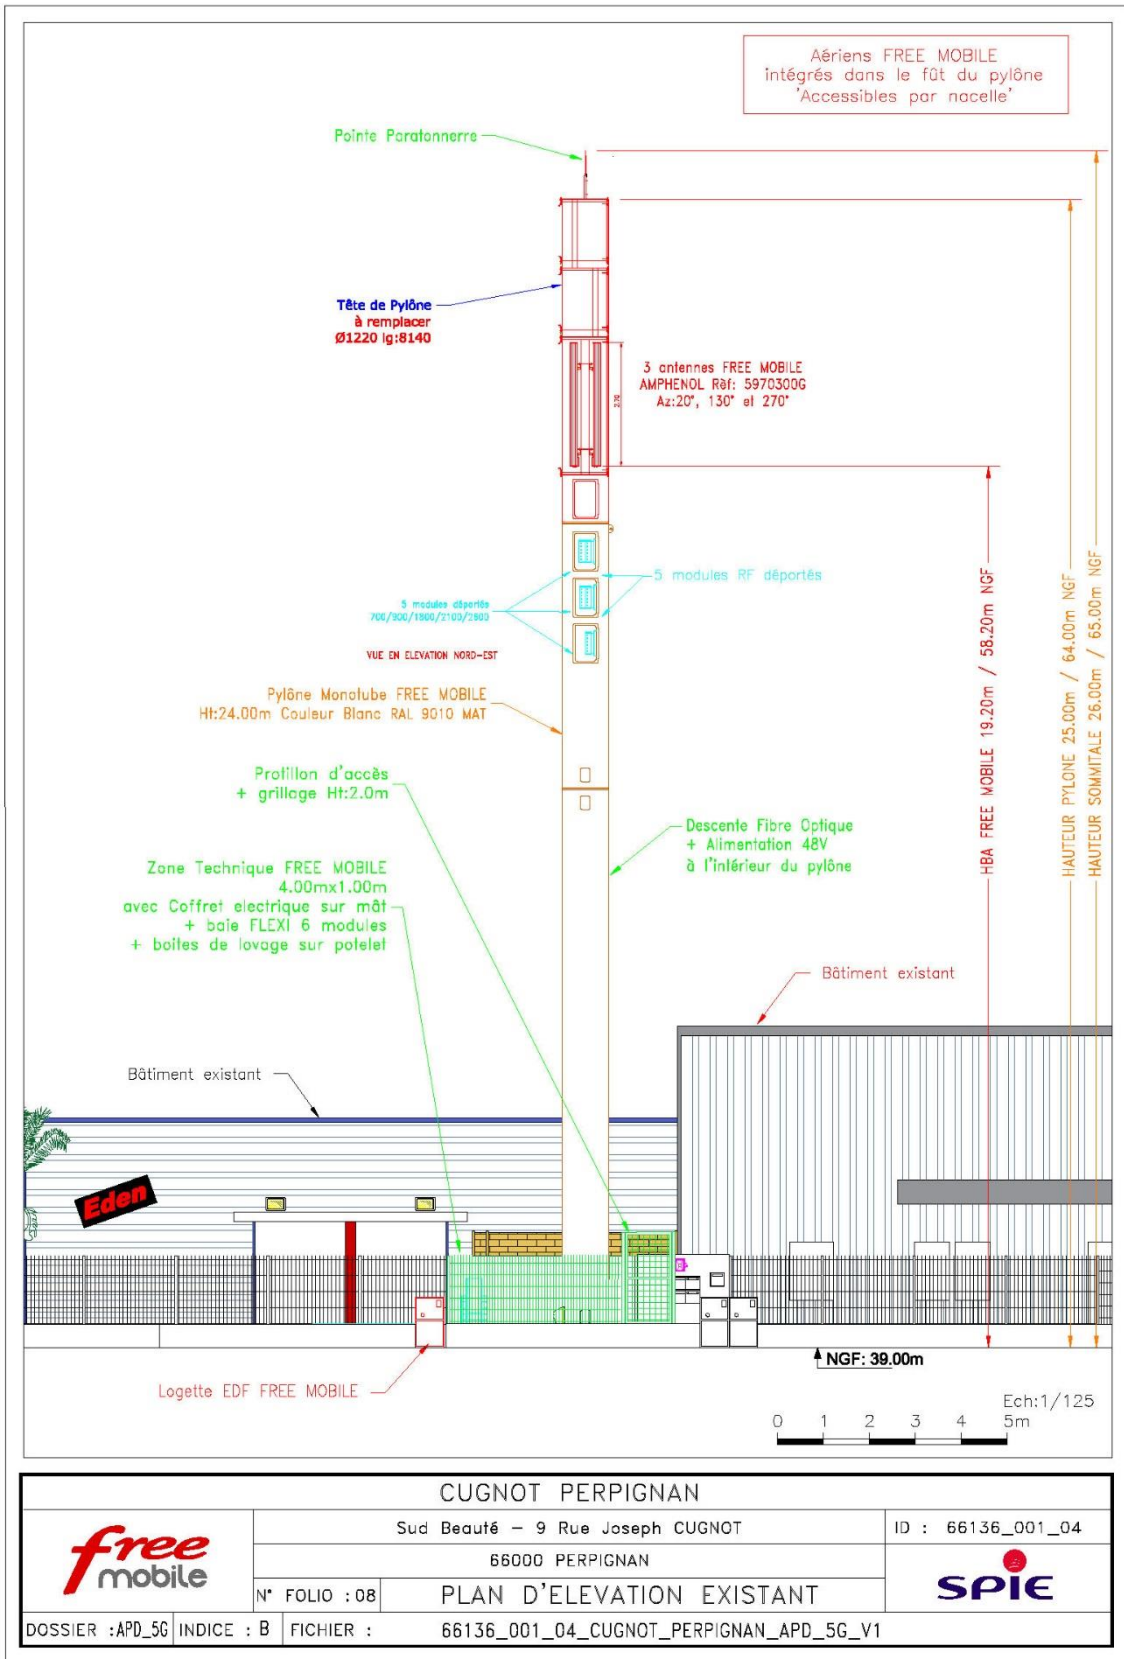 Aériens FREE MOBILE
intégrés dans le fût du pylône
'Accessibles par nacelle'
Pointe Paratonnerre
Tête de Pylône
à remplacer
Ø1220 lg:8140
3 antennes FREE MOBILE
AMPHENOL Réf: 5970300G
Az:20°, 130° et 270°
2.70
5 modules RF déportés
5 modules déportés
700/900/1800/2100/2600
VUE EN ELEVATION NORD-EST
Pylône Monotube FREE MOBILE
Ht:24.00m Couleur Blanc RAL 9010 MAT
Protillon d'accès
+ grillage Ht:2.0m
Descente Fibre Optique
+ Alimentation 48V
à l'intérieur du pylône
Zone Technique FREE MOBILE
4.00mx1.00m
avec Coffret electrique sur mât
+ baie FLEXI 6 modules
+ boites de lovage sur potelet
HBA FREE MOBILE 19.20m / 58.20m NGF
HAUTEUR PYLONE 25.00m / 64.00m NGF
HAUTEUR SOMMITALE 26.00m / 65.00m NGF
Bâtiment existant
Bâtiment existant
Eden
NGF: 39.00m
Logette EDF FREE MOBILE
Ech:1/125
0 1 2 3 4 5m
CUGNOT PERPIGNAN
Sud Beauté – 9 Rue Joseph CUGNOT
ID : 66136_001_04
66000 PERPIGNAN
free
mobile
SPIE
N° FOLIO : 08
PLAN D'ELEVATION EXISTANT
DOSSIER : APD_5G
INDICE : B
FICHIER :
66136_001_04_CUGNOT_PERPIGNAN_APD_5G_V1